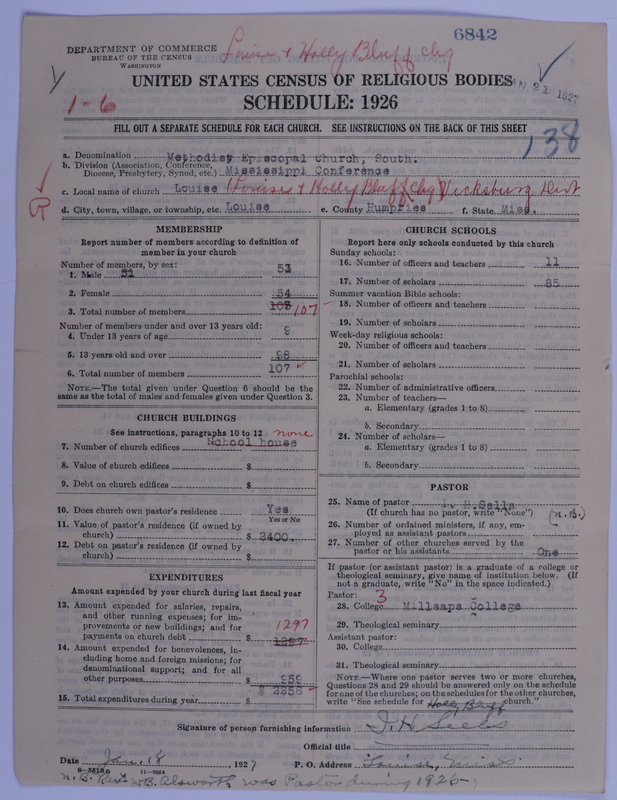 6842
DEPARTMENT OF COMMERCE
BUREAU OF THE CENSUS
WASHINGTON
Louise & Holly Bluff chg
UNITED STATES CENSUS OF RELIGIOUS BODIES
JAN 21 1927
1-6
SCHEDULE: 1926
FILL OUT A SEPARATE SCHEDULE FOR EACH CHURCH. SEE INSTRUCTIONS ON THE BACK OF THIS SHEET
138
a. Denomination Methodist Episcopal Church, South.
b. Division (Association, Conference, Diocese, Presbytery, Synod, etc.) Mississippi Conference
c. Local name of church Louise (Louise & Holly Bluff chg) Vicksburg Dist
d. City, town, village, or township, etc. Louise e. County Humphries f. State Miss.
MEMBERSHIP
Report number of members according to definition of
member in your church
Number of members, by sex:
1. Male 53
2. Female 54
3. Total number of members 107
Number of members under and over 13 years old:
4. Under 13 years of age 9
5. 13 years old and over 98
6. Total number of members 107
NOTE.—The total given under Question 6 should be the
same as the total of males and females given under Question 3.
CHURCH BUILDINGS
See instructions, paragraphs 10 to 12 none
7. Number of church edifices School house
8. Value of church edifices $
9. Debt on church edifices $
10. Does church own pastor's residence Yes
Yes or No
11. Value of pastor's residence (if owned by
church) $ 2400.
12. Debt on pastor's residence (if owned by
church) $
EXPENDITURES
Amount expended by your church during last fiscal year
13. Amount expended for salaries, repairs,
and other running expenses; for im-
provements or new buildings; and for 1297
payments on church debt $ 1297
14. Amount expended for benevolences, in-
cluding home and foreign missions; for
denominational support; and for all
other purposes $ 959
15. Total expenditures during year $ 2256
CHURCH SCHOOLS
Report here only schools conducted by this church
Sunday schools:
16. Number of officers and teachers 11
17. Number of scholars 85
Summer vacation Bible schools:
18. Number of officers and teachers
19. Number of scholars
Week-day religious schools:
20. Number of officers and teachers
21. Number of scholars
Parochial schools:
22. Number of administrative officers
23. Number of teachers—
a. Elementary (grades 1 to 8)
b. Secondary
24. Number of scholars—
a. Elementary (grades 1 to 8)
b. Secondary
PASTOR
25. Name of pastor I. H. Sells
(If church has no pastor, write "None") (n.B.)
26. Number of ordained ministers, if any, em-
ployed as assistant pastors
27. Number of other churches served by the
pastor or his assistants One
If pastor (or assistant pastor) is a graduate of a college or
theological seminary, give name of institution below. (If
not a graduate, write "No" in the space indicated.)
Pastor: 3
28. College Millsaps College
29. Theological seminary
Assistant pastor:
30. College
31. Theological seminary
NOTE.—Where one pastor serves two or more churches,
Questions 28 and 29 should be answered only on the schedule
for one of the churches; on the schedules for the other churches,
write "See schedule for Holly Bluff church."
Signature of person furnishing information I. H. Sells
Official title
Date Jan. 18, 1927 P. O. Address Louise, Miss.
8—5518a 11—9004
N.B. Rev. W.B. Alsworth was Pastor during 1926